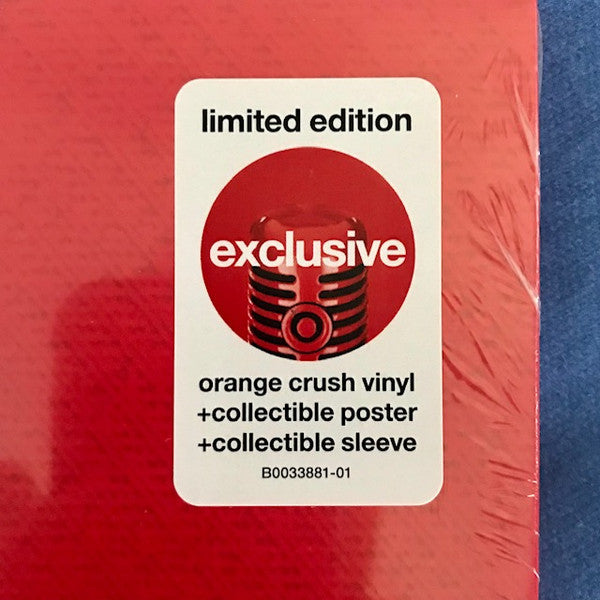 limited edition
exclusive
orange crush vinyl
+collectible poster
+collectible sleeve
B0033881-01